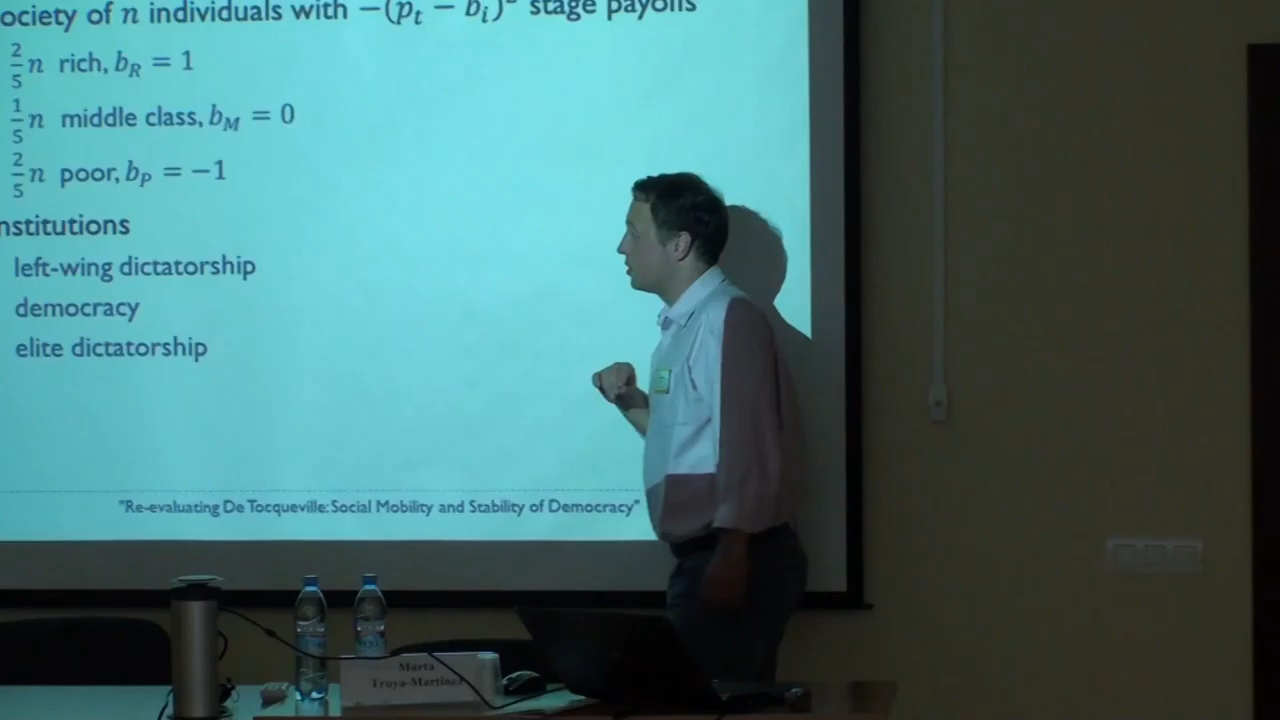 ociety of n individuals with −(p_t − b_i)² stage payoffs
2/5 n rich, b_R = 1
1/5 n middle class, b_M = 0
2/5 n poor, b_P = −1
nstitutions
left-wing dictatorship
democracy
elite dictatorship
"Re-evaluating De Tocqueville: Social Mobility and Stability of Democracy"
Marta
Troya-Martinez